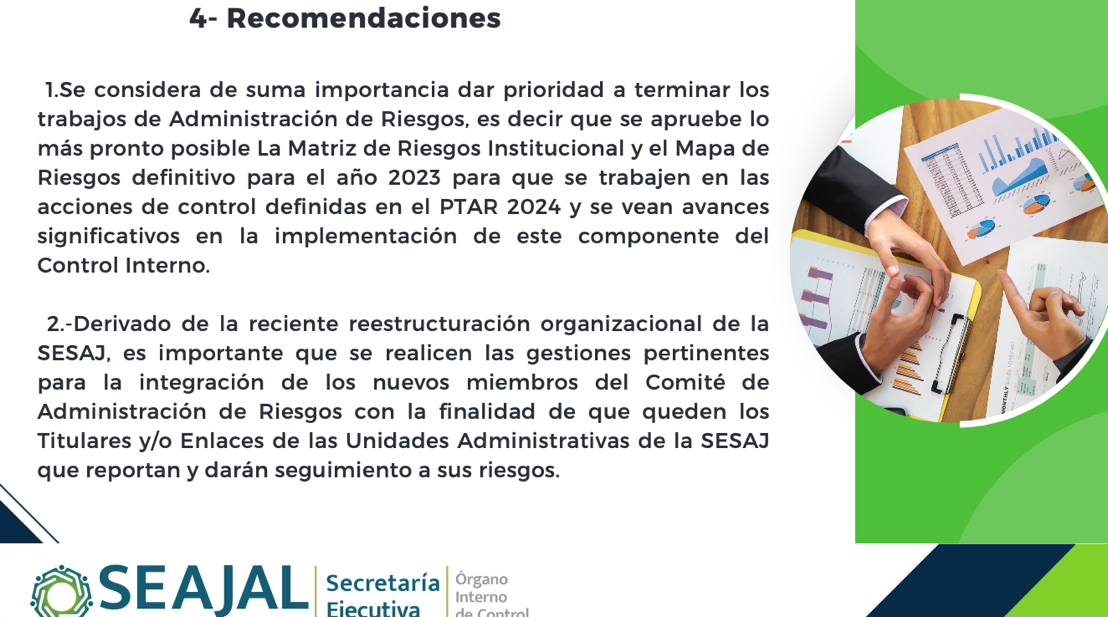 4- Recomendaciones
1.Se considera de suma importancia dar prioridad a terminar los
trabajos de Administración de Riesgos, es decir que se apruebe lo
más pronto posible La Matriz de Riesgos Institucional y el Mapa de
Riesgos definitivo para el año 2023 para que se trabajen en las
acciones de control definidas en el PTAR 2024 y se vean avances
significativos en la implementación de este componente del
Control Interno.
2.-Derivado de la reciente reestructuración organizacional de la
SESAJ, es importante que se realicen las gestiones pertinentes
para la integración de los nuevos miembros del Comité de
Administración de Riesgos con la finalidad de que queden los
Titulares y/o Enlaces de las Unidades Administrativas de la SESAJ
que reportan y darán seguimiento a sus riesgos.
SEAJAL
Secretaría
Ejecutiva
Órgano
Interno
de Control